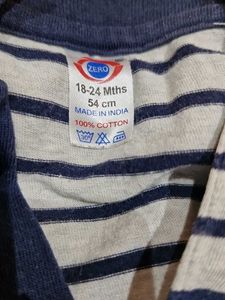 ZERO
18-24 Mths
54 cm
MADE IN INDIA
100% COTTON